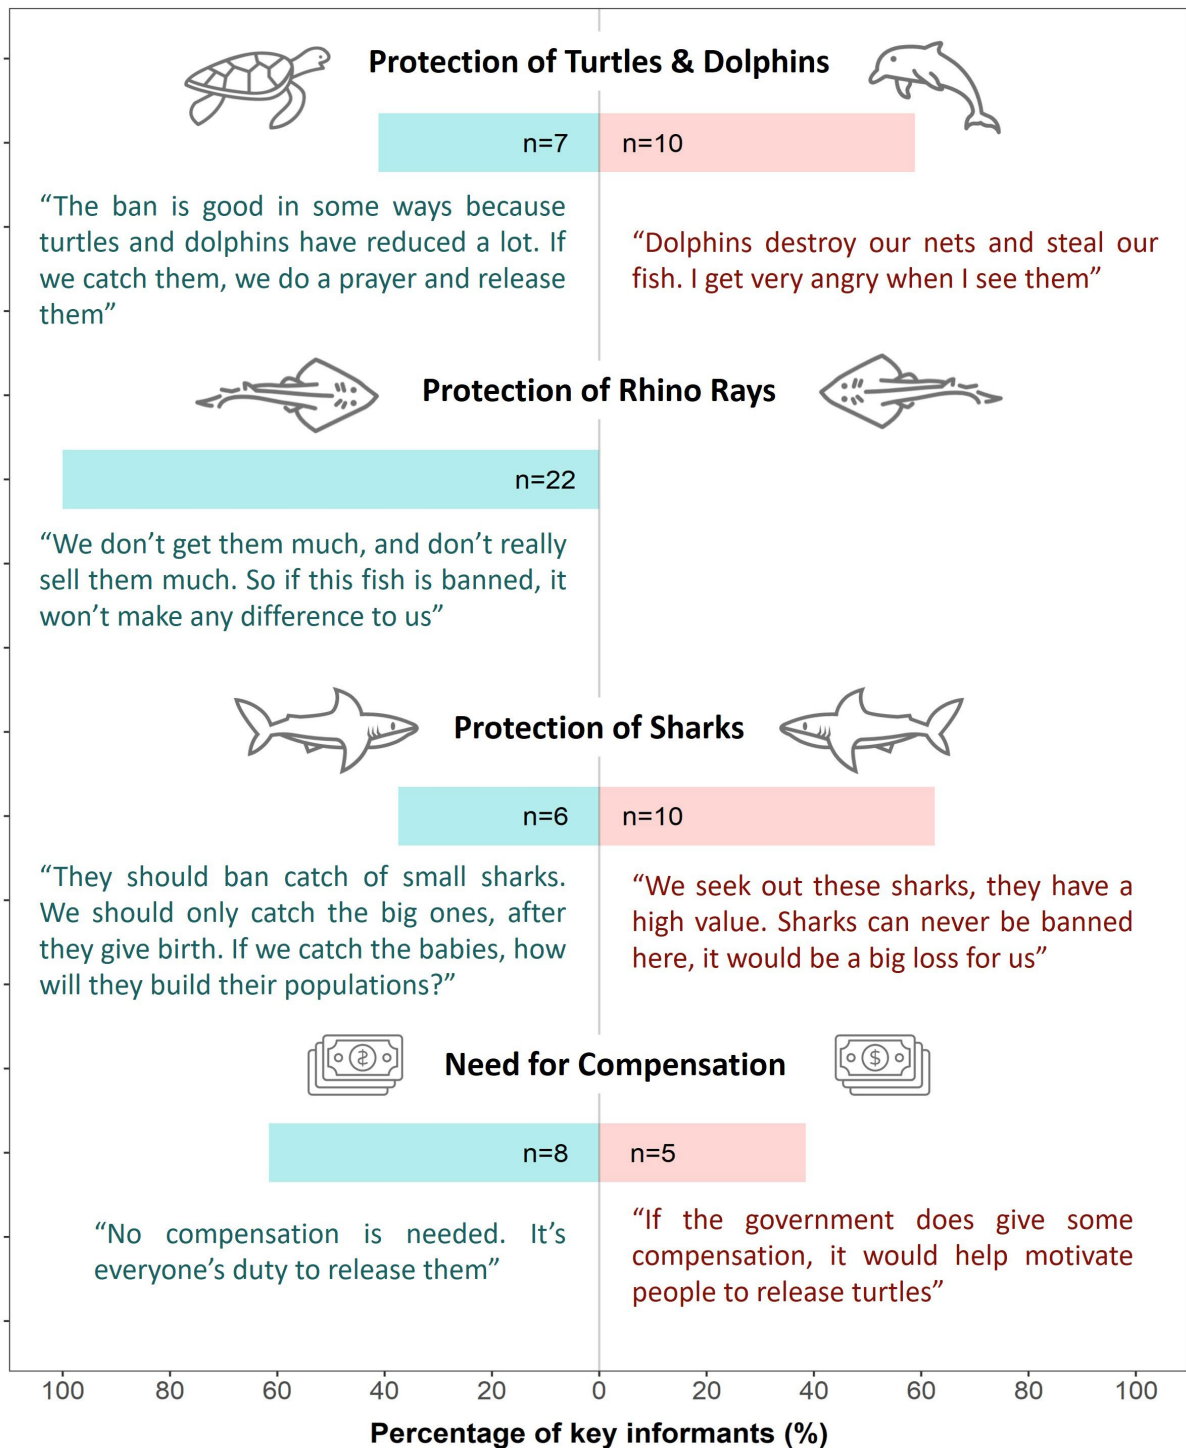 Protection of Turtles & Dolphins
n=7
n=10
“The ban is good in some ways because
turtles and dolphins have reduced a lot. If
we catch them, we do a prayer and release
them”
“Dolphins destroy our nets and steal our
fish. I get very angry when I see them”
Protection of Rhino Rays
n=22
“We don’t get them much, and don’t really
sell them much. So if this fish is banned, it
won’t make any difference to us”
Protection of Sharks
n=6
n=10
“They should ban catch of small sharks.
We should only catch the big ones, after
they give birth. If we catch the babies, how
will they build their populations?”
“We seek out these sharks, they have a
high value. Sharks can never be banned
here, it would be a big loss for us”
$
$
Need for Compensation
n=8
n=5
“No compensation is needed. It’s
everyone’s duty to release them”
“If the government does give some
compensation, it would help motivate
people to release turtles”
100 80 60 40 20 0 20 40 60 80 100
Percentage of key informants (%)